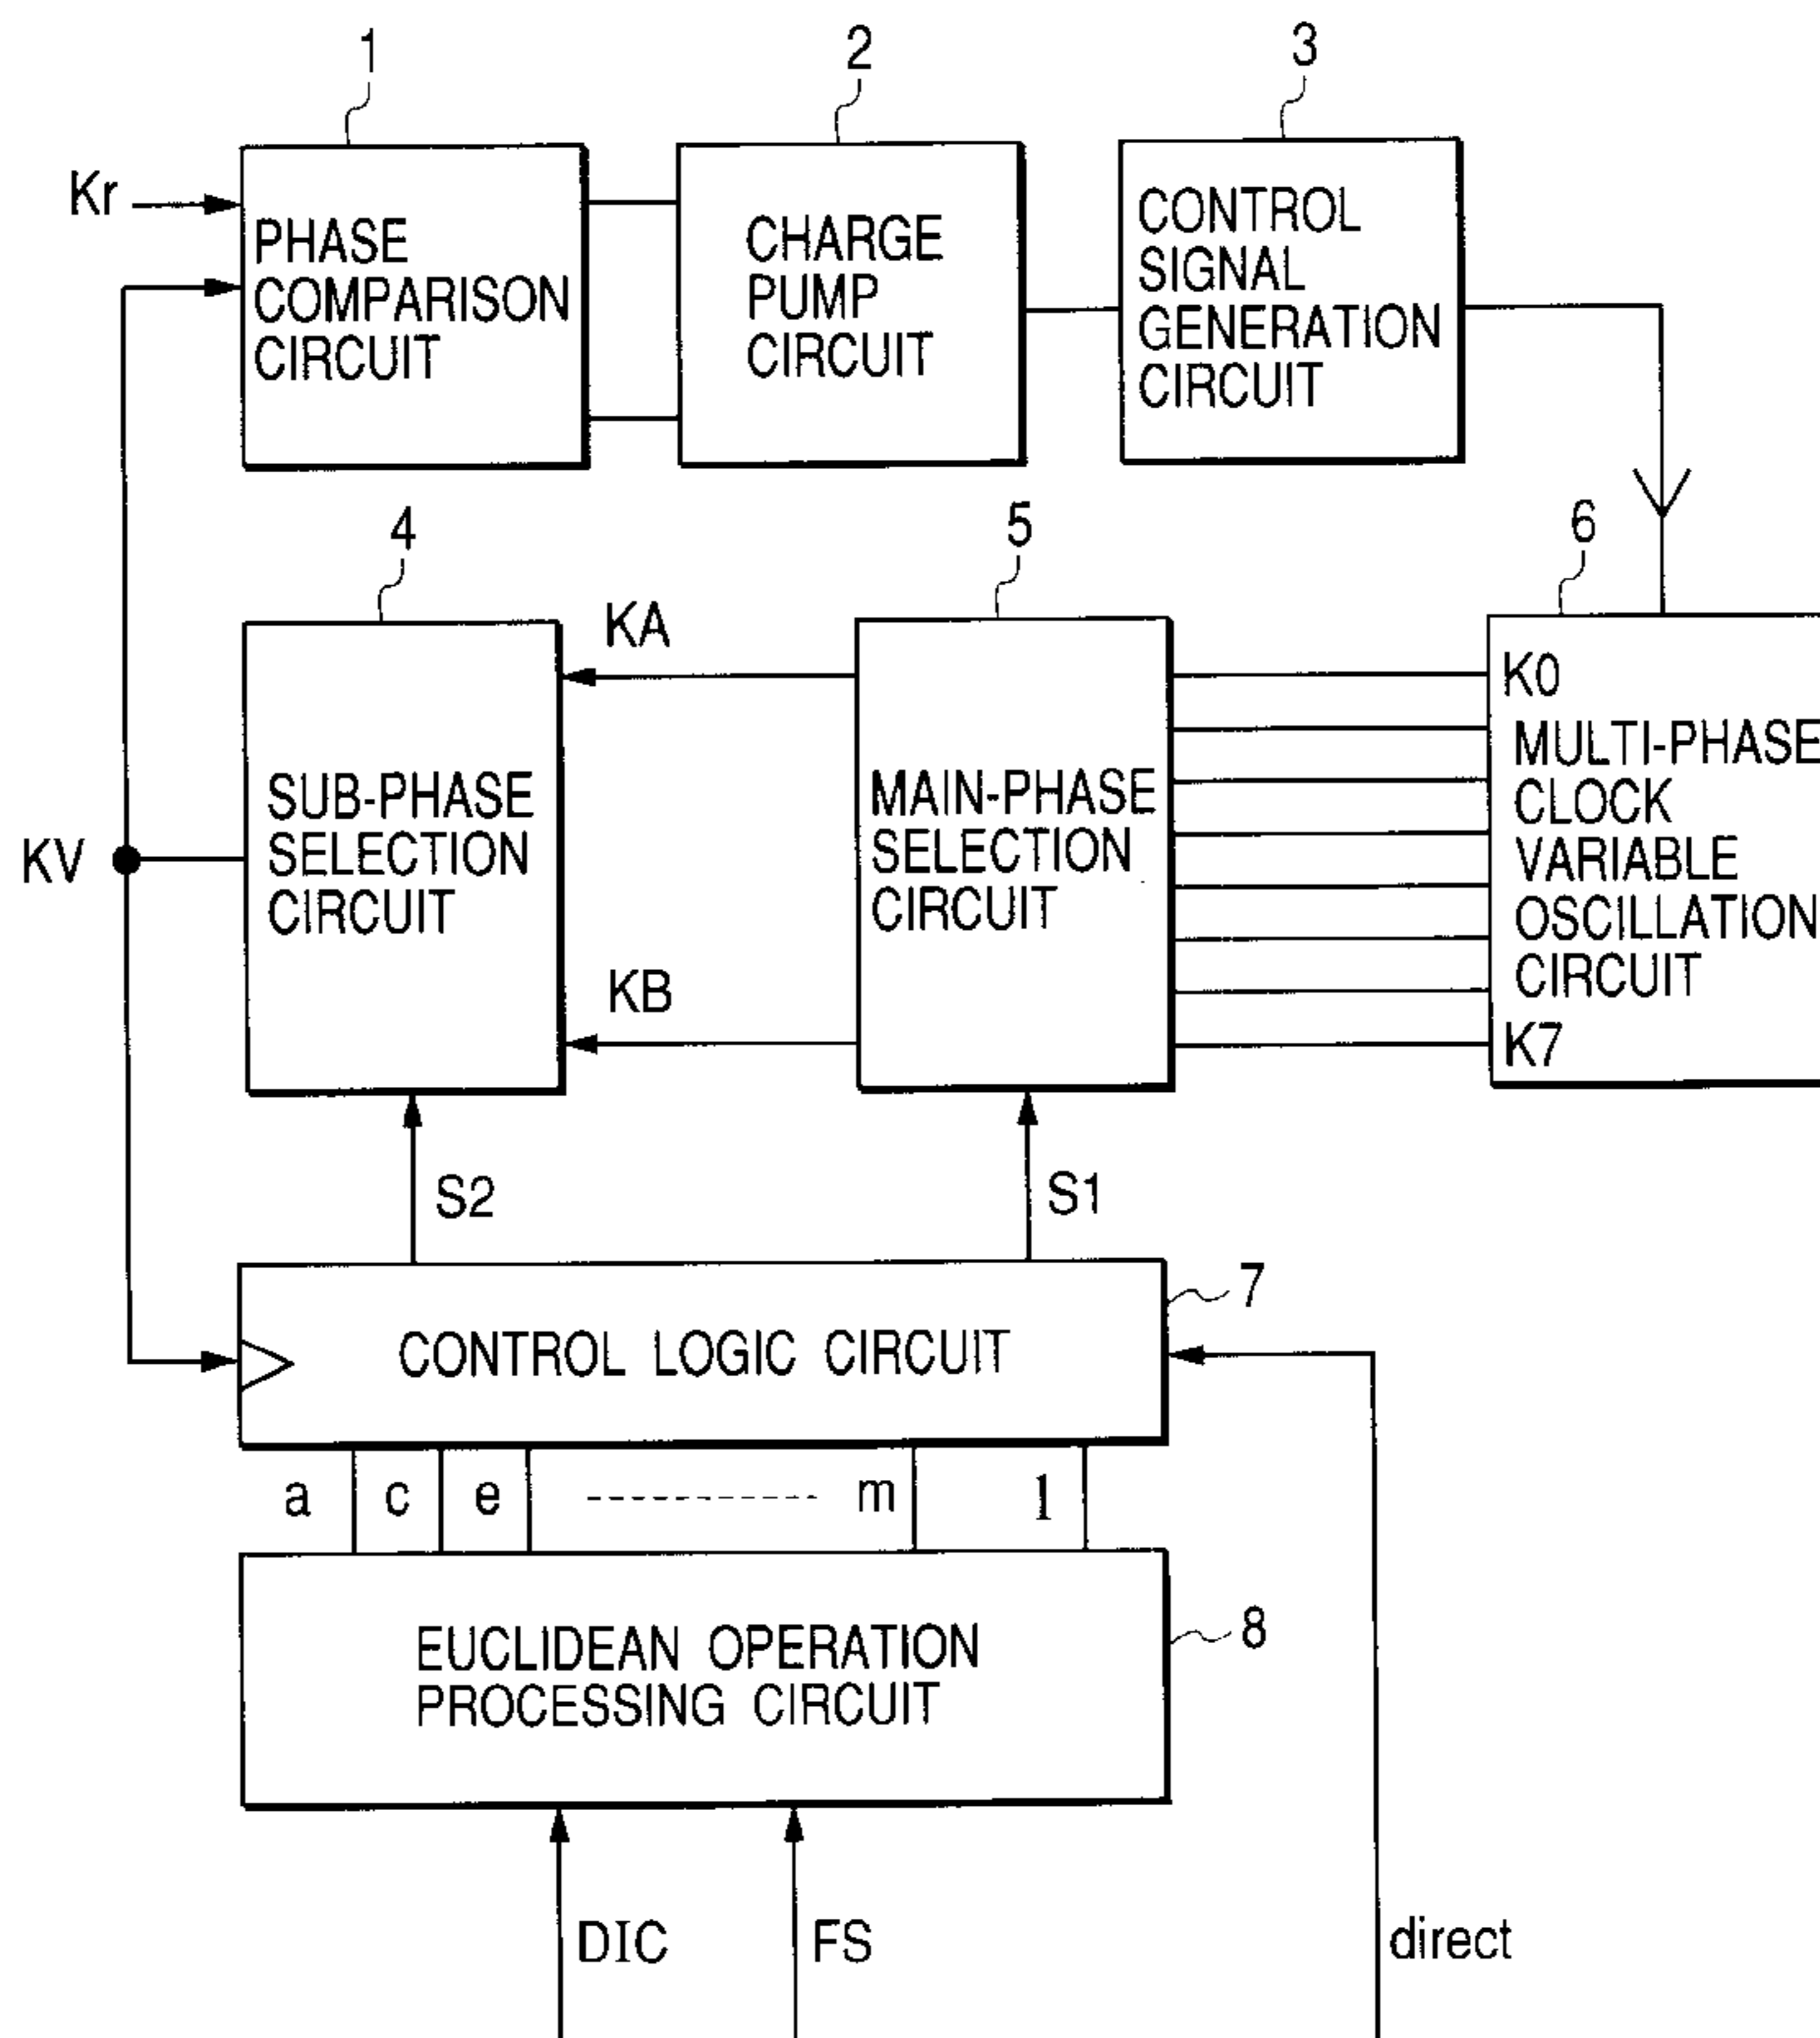 1
2
3
Kr
PHASE
COMPARISON
CIRCUIT
CHARGE
PUMP
CIRCUIT
CONTROL
SIGNAL
GENERATION
CIRCUIT
4
5
6
KA
KB
KV
SUB-PHASE
SELECTION
CIRCUIT
MAIN-PHASE
SELECTION
CIRCUIT
K0
MULTI-PHASE
CLOCK
VARIABLE
OSCILLATION
CIRCUIT
K7
S2
S1
7
CONTROL LOGIC CIRCUIT
a c e m 1
EUCLIDEAN OPERATION
PROCESSING CIRCUIT
8
DIC
FS
direct